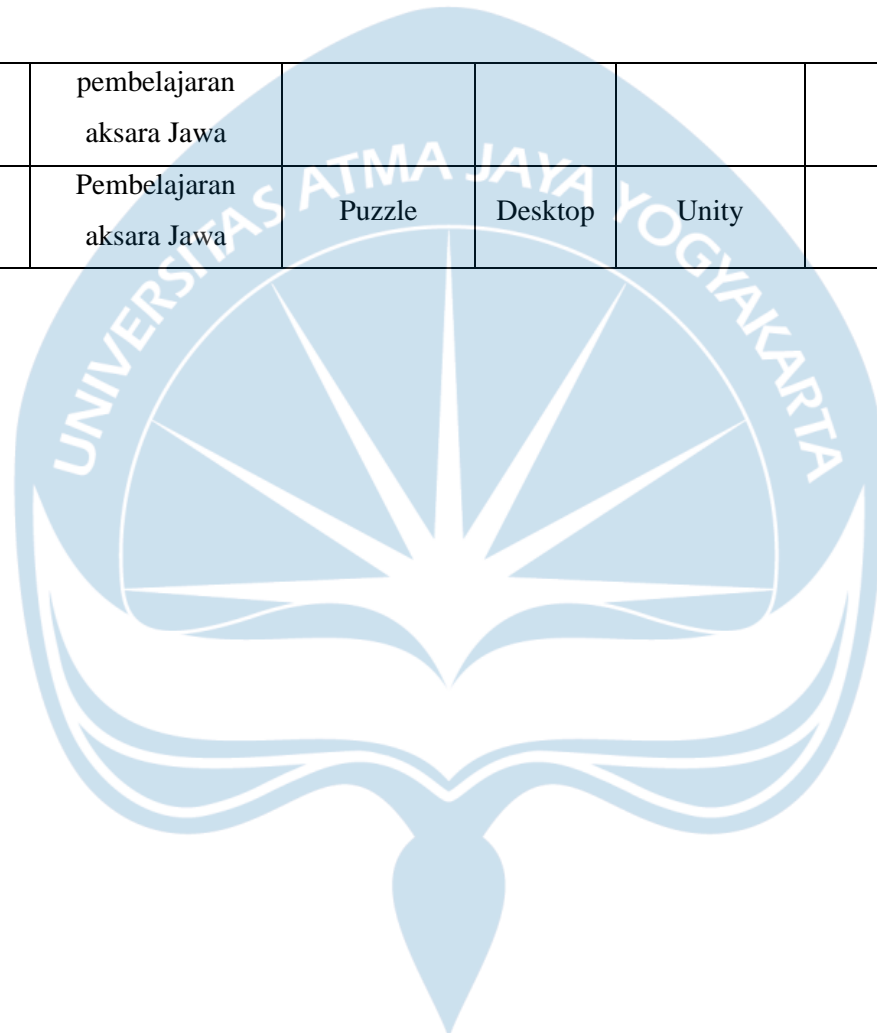 pembelajaran
aksara Jawa
Pembelajaran
aksara Jawa
Puzzle
Desktop
Unity
UNIVERSITAS ATMA JAYA YOGYAKARTA